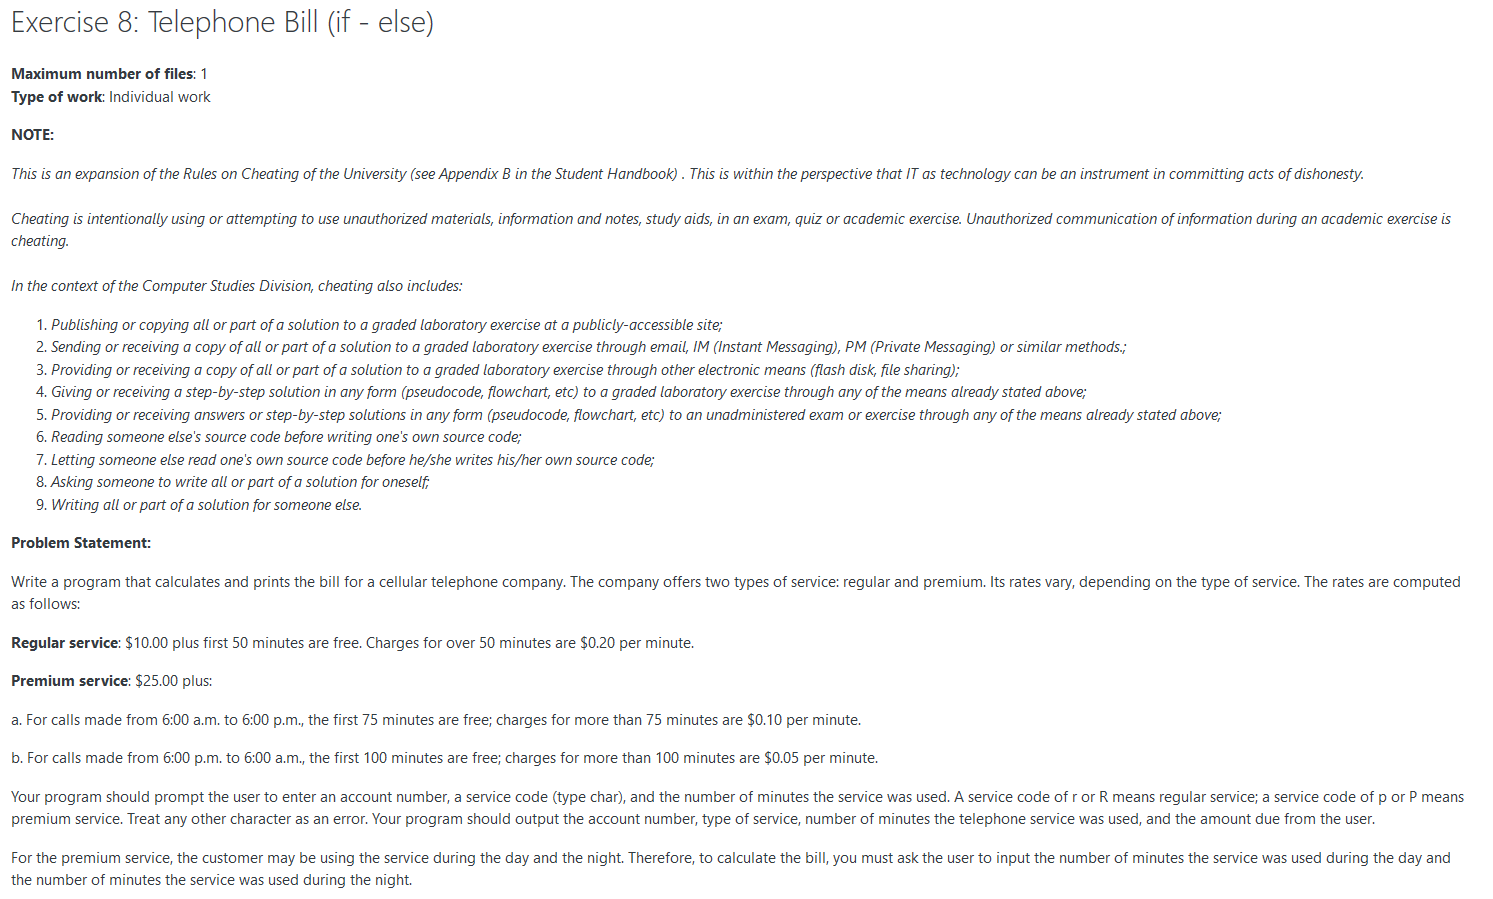 Exercise 8: Telephone Bill (if - else)
Maximum number of files: 1
Type of work: Individual work
NOTE:
This is an expansion of the Rules on Cheating of the University (see Appendix B in the Student Handbook) . This is within the perspective that IT as technology can be an instrument in committing acts of dishonesty.
Cheating is intentionally using or attempting to use unauthorized materials, information and notes, study aids, in an exam, quiz or academic exercise. Unauthorized communication of information during an academic exercise is
cheating.
In the context of the Computer Studies Division, cheating also includes:
1. Publishing or copying all or part of a solution to a graded laboratory exercise at a publicly-accessible site;
2. Sending or receiving a copy of all or part of a solution to a graded laboratory exercise through email, IM (Instant Messaging), PM (Private Messaging) or similar methods.;
3. Providing or receiving a copy of all or part of a solution to a graded laboratory exercise through other electronic means (flash disk, file sharing);
4. Giving or receiving a step-by-step solution in any form (pseudocode, flowchart, etc) to a graded laboratory exercise through any of the means already stated above;
5. Providing or receiving answers or step-by-step solutions in any form (pseudocode, flowchart, etc) to an unadministered exam or exercise through any of the means already stated above;
6. Reading someone else's source code before writing one's own source code;
7. Letting someone else read one's own source code before he/she writes his/her own source code;
8. Asking someone to write all or part of a solution for oneself;
9. Writing all or part of a solution for someone else.
Problem Statement:
Write a program that calculates and prints the bill for a cellular telephone company. The company offers two types of service: regular and premium. Its rates vary, depending on the type of service. The rates are computed
as follows:
Regular service: $10.00 plus first 50 minutes are free. Charges for over 50 minutes are $0.20 per minute.
Premium service: $25.00 plus:
a. For calls made from 6:00 a.m. to 6:00 p.m., the first 75 minutes are free; charges for more than 75 minutes are $0.10 per minute.
b. For calls made from 6:00 p.m. to 6:00 a.m., the first 100 minutes are free; charges for more than 100 minutes are $0.05 per minute.
Your program should prompt the user to enter an account number, a service code (type char), and the number of minutes the service was used. A service code of r or R means regular service; a service code of p or P means
premium service. Treat any other character as an error. Your program should output the account number, type of service, number of minutes the telephone service was used, and the amount due from the user.
For the premium service, the customer may be using the service during the day and the night. Therefore, to calculate the bill, you must ask the user to input the number of minutes the service was used during the day and
the number of minutes the service was used during the night.